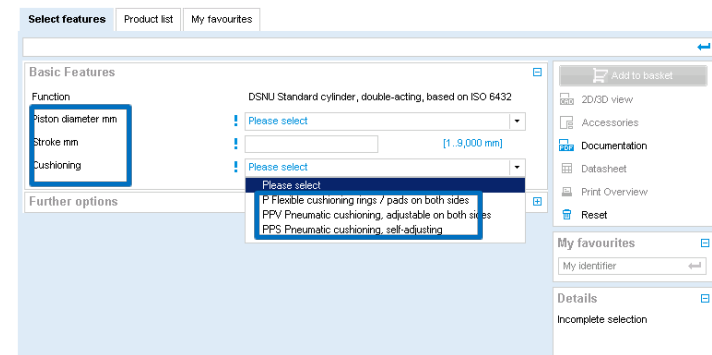 Select features Product list My favourites
Basic Features
Add to basket
Function DSNU Standard cylinder, double-acting, based on ISO 6432
2D/3D view
Piston diameter mm ! Please select
Accessories
Stroke mm ! [1..9,000 mm]
PDF Documentation
Cushioning ! Please select
Datasheet
Please select
P Flexible cushioning rings / pads on both sides
PPV Pneumatic cushioning, adjustable on both sides
PPS Pneumatic cushioning, self-adjusting
Further options
Print Overview
Reset
My favourites
My identifier
Details
Incomplete selection